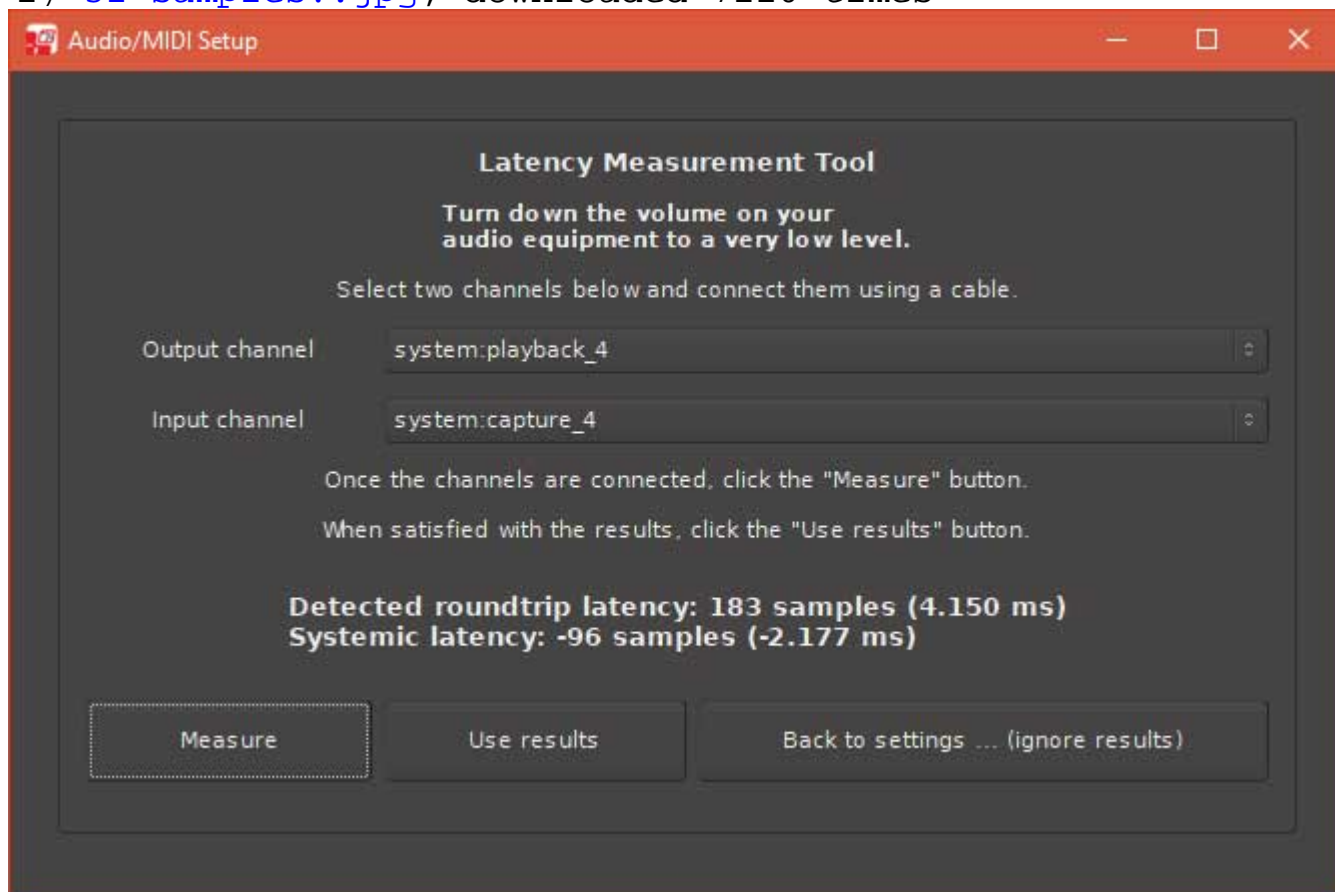 Audio/MIDI Setup
Latency Measurement Tool
Turn down the volume on your
audio equipment to a very low level.
Select two channels below and connect them using a cable.
Output channel system:playback_4
Input channel system:capture_4
Once the channels are connected, click the "Measure" button.
When satisfied with the results, click the "Use results" button.
Detected roundtrip latency: 183 samples (4.150 ms)
Systemic latency: -96 samples (-2.177 ms)
Measure Use results Back to settings ... (ignore results)